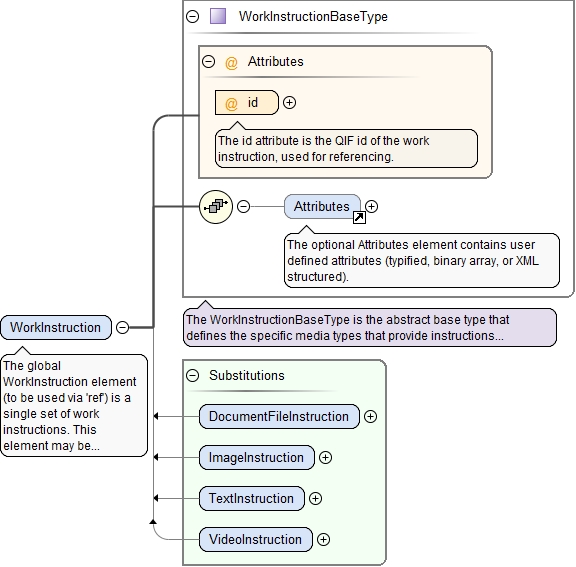 WorkInstructionBaseType
@ Attributes
@ id
The id attribute is the QIF id of the work
instruction, used for referencing.
Attributes
The optional Attributes element contains user
defined attributes (typified, binary array, or XML
structured).
WorkInstruction
The WorkInstructionBaseType is the abstract base type that
defines the specific media types that provide instructions...
The global
WorkInstruction element
(to be used via 'ref') is a
single set of work
instructions. This
element may be...
Substitutions
DocumentFileInstruction
ImageInstruction
TextInstruction
VideoInstruction